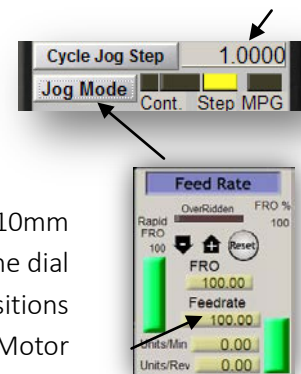 Cycle Jog Step 1.0000
Jog Mode
Cont. Step MPG
Feed Rate
OverRidden FRO %
Rapid 100
FRO
100 Reset
FRO
100.00
Feedrate
100.00
Units/Min 0.00
Units/Rev 0.00
10mm
ne dial
sitions
Motor